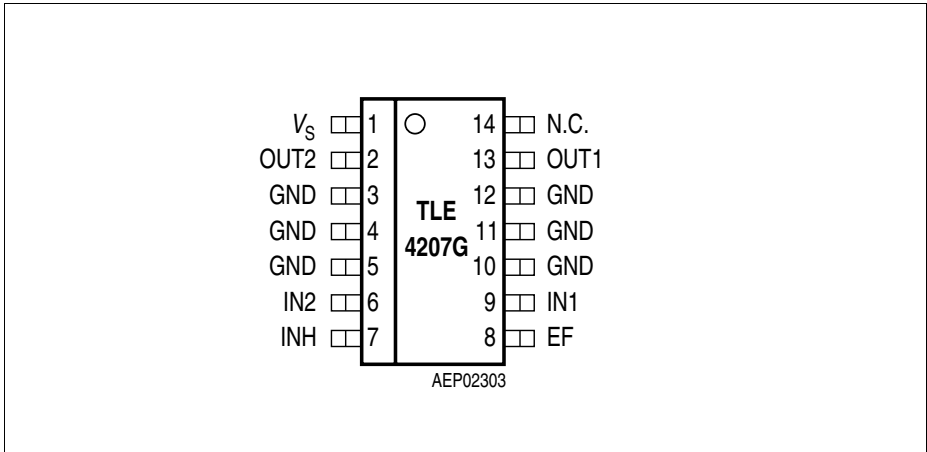 V_S 1 14 N.C.
OUT2 2 13 OUT1
GND 3 12 GND
TLE
GND 4 11 GND
4207G
GND 5 10 GND
IN2 6 9 IN1
INH 7 8 EF
AEP02303